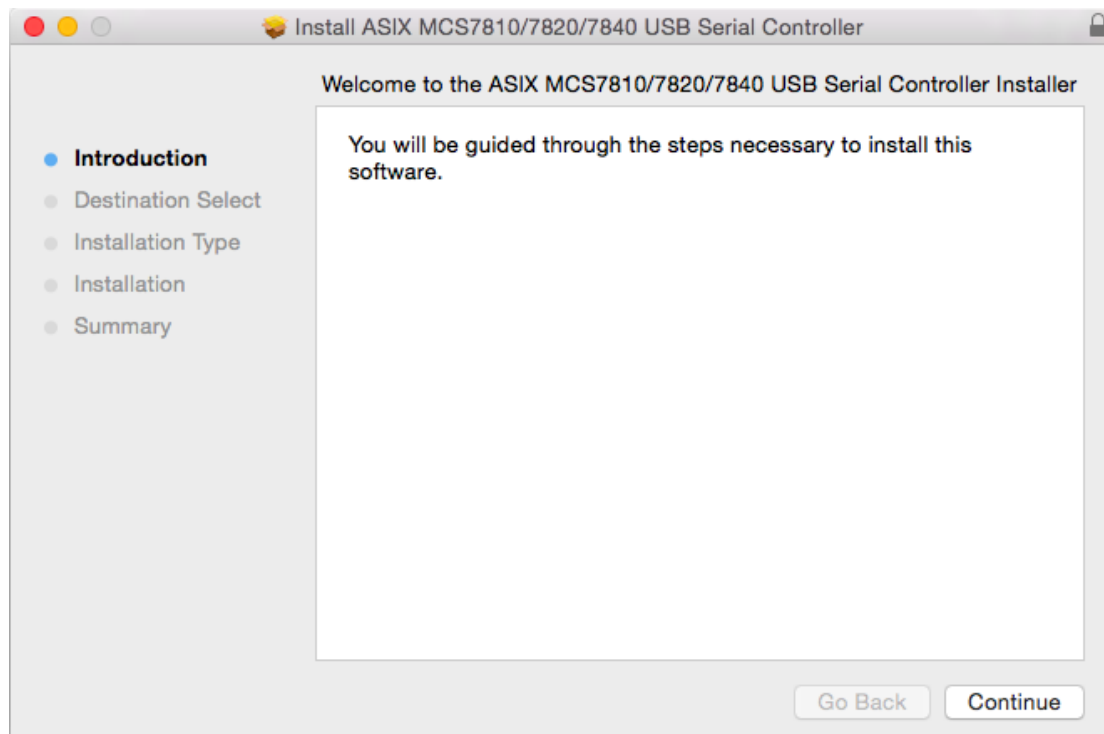 Install ASIX MCS7810/7820/7840 USB Serial Controller
Welcome to the ASIX MCS7810/7820/7840 USB Serial Controller Installer
Introduction
Destination Select
Installation Type
Installation
Summary
You will be guided through the steps necessary to install this
software.
Go Back
Continue